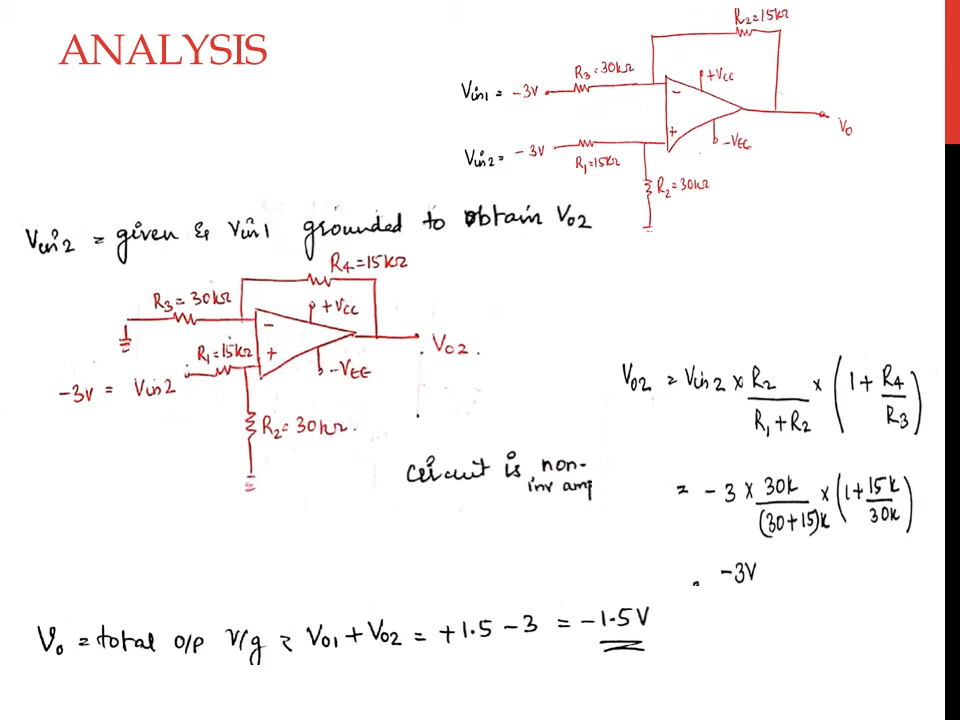 ANALYSIS
R₂=15kΩ
R₃=30kΩ
+Vcc
Vin1 = -3V
-
+
Vo
-VEE
Vin2 = -3V
R₁=15kΩ
R₂=30kΩ
Vin2 = given & Vin1 grounded to obtain Vo2
R₄=15kΩ
R₃=30kΩ
+Vcc
-
R₁=15kΩ
+
Vo2.
-VEE
-3V = Vin2
R₂=30kΩ.
Vo2 = Vin2 × R₂/(R₁+R₂) × (1 + R₄/R₃)
circuit is non-
inv amp
= -3 × 30k/(30+15)k × (1+15k/30k)
= -3V
Vo = total o/p v/g = Vo1 + Vo2 = +1.5 - 3 = -1.5V